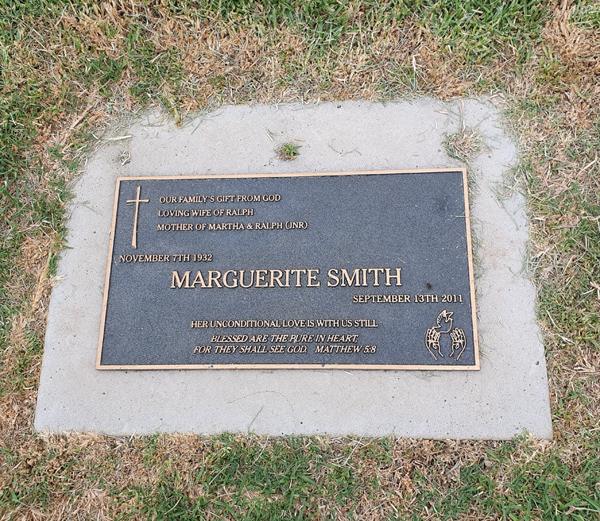 OUR FAMILY'S GIFT FROM GOD
LOVING WIFE OF RALPH
MOTHER OF MARTHA & RALPH (JNR)
NOVEMBER 7TH 1932
MARGUERITE SMITH
SEPTEMBER 13TH 2011
HER UNCONDITIONAL LOVE IS WITH US STILL
BLESSED ARE THE PURE IN HEART,
FOR THEY SHALL SEE GOD. MATTHEW 5:8